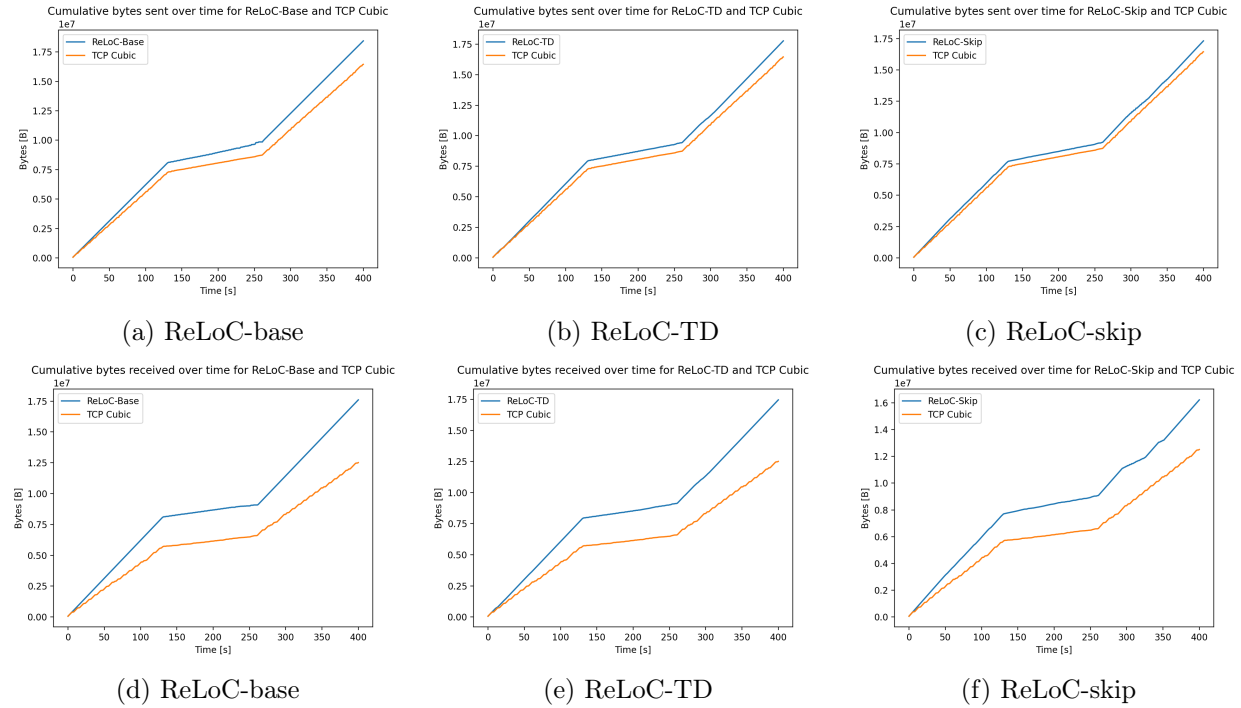 Cumulative bytes sent over time for ReLoC-Base and TCP Cubic
1e7
ReLoC-Base
TCP Cubic
1.75
1.50
1.25
1.00
0.75
0.50
0.25
0.00
Bytes [B]
0 50 100 150 200 250 300 350 400
Time [s]
(a) ReLoC-base
Cumulative bytes sent over time for ReLoC-TD and TCP Cubic
1e7
ReLoC-TD
TCP Cubic
1.75
1.50
1.25
1.00
0.75
0.50
0.25
0.00
Bytes [B]
0 50 100 150 200 250 300 350 400
Time [s]
(b) ReLoC-TD
Cumulative bytes sent over time for ReLoC-Skip and TCP Cubic
1e7
ReLoC-Skip
TCP Cubic
1.75
1.50
1.25
1.00
0.75
0.50
0.25
0.00
Bytes [B]
0 50 100 150 200 250 300 350 400
Time [s]
(c) ReLoC-skip
Cumulative bytes received over time for ReLoC-Base and TCP Cubic
1e7
ReLoC-Base
TCP Cubic
1.75
1.50
1.25
1.00
0.75
0.50
0.25
0.00
Bytes [B]
0 50 100 150 200 250 300 350 400
Time [s]
(d) ReLoC-base
Cumulative bytes received over time for ReLoC-TD and TCP Cubic
1e7
ReLoC-TD
TCP Cubic
1.75
1.50
1.25
1.00
0.75
0.50
0.25
0.00
Bytes [B]
0 50 100 150 200 250 300 350 400
Time [s]
(e) ReLoC-TD
Cumulative bytes received over time for ReLoC-Skip and TCP Cubic
1e7
ReLoC-Skip
TCP Cubic
1.6
1.4
1.2
1.0
0.8
0.6
0.4
0.2
0.0
Bytes [B]
0 50 100 150 200 250 300 350 400
Time [s]
(f) ReLoC-skip